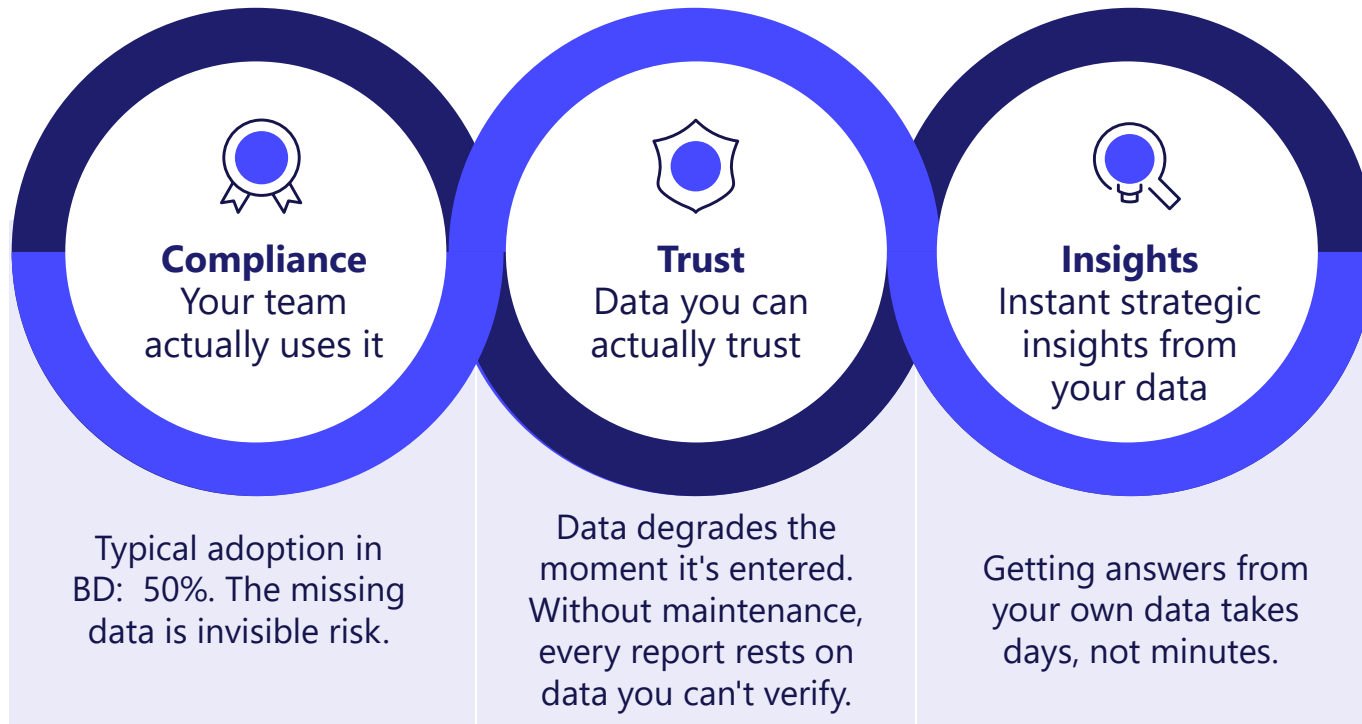 Compliance
Your team
actually uses it
Trust
Data you can
actually trust
Insights
Instant strategic
insights from
your data
Typical adoption in
BD:  50%. The missing
data is invisible risk.
Data degrades the
moment it's entered.
Without maintenance,
every report rests on
data you can't verify.
Getting answers from
your own data takes
days, not minutes.